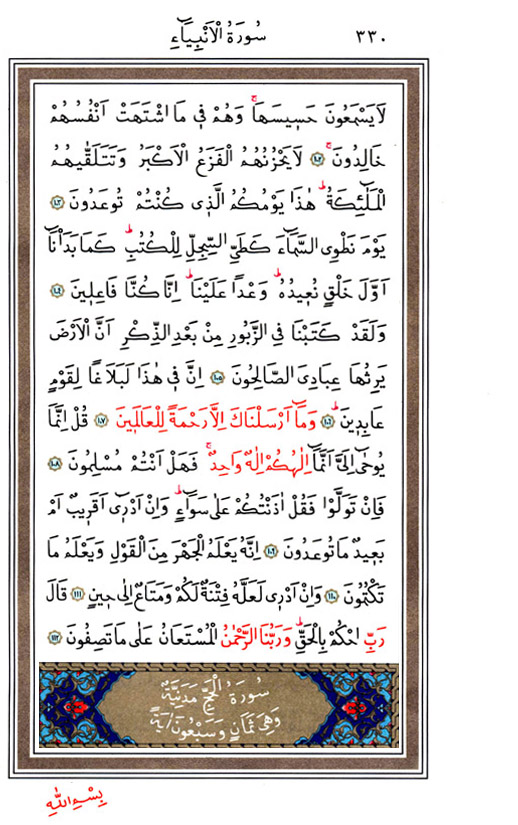 ٣٣٠ سُورَةُ الْاَنْبِيَٓاءِ
لَا يَسْمَعُونَ حَس۪يسَهَاۚ وَهُمْ ف۪ي مَا اشْتَهَتْ اَنْفُسُهُمْ
خَالِدُونَۚ ﴿١٠٢﴾ لَا يَحْزُنُهُمُ الْفَزَعُ الْاَكْبَرُ وَتَتَلَقّٰيهُمُ
الْمَلٰٓئِكَةُۜ هٰذَا يَوْمُكُمُ الَّذ۪ي كُنْتُمْ تُوعَدُونَ ﴿١٠٣﴾
يَوْمَ نَطْوِي السَّمَٓاءَ كَطَيِّ السِّجِلِّ لِلْكُتُبِۜ كَمَا بَدَأْنَٓا
اَوَّلَ خَلْقٍ نُع۪يدُهُۜ وَعْدًا عَلَيْنَاۜ اِنَّا كُنَّا فَاعِل۪ينَ ﴿١٠٤﴾
وَلَقَدْ كَتَبْنَا فِي الزَّبُورِ مِنْ بَعْدِ الذِّكْرِ اَنَّ الْاَرْضَ
يَرِثُهَا عِبَادِيَ الصَّالِحُونَ ﴿١٠٥﴾ اِنَّ ف۪ي هٰذَا لَبَلَاغًا لِقَوْمٍ
عَابِد۪ينَۜ ﴿١٠٦﴾ وَمَٓا اَرْسَلْنَاكَ اِلَّا رَحْمَةً لِلْعَالَم۪ينَ ﴿١٠٧﴾ قُلْ اِنَّمَا
يُوحٰٓى اِلَيَّ اَنَّمَٓا اِلٰهُكُمْ اِلٰهٌ وَاحِدٌۚ فَهَلْ اَنْتُمْ مُسْلِمُونَ ﴿١٠٨﴾
فَاِنْ تَوَلَّوْا فَقُلْ اٰذَنْتُكُمْ عَلٰى سَوَٓاءٍۜ وَاِنْ اَدْر۪ٓي اَقَر۪يبٌ اَمْ
بَع۪يدٌ مَا تُوعَدُونَ ﴿١٠٩﴾ اِنَّهُ يَعْلَمُ الْجَهْرَ مِنَ الْقَوْلِ وَيَعْلَمُ مَا
تَكْتُمُونَ ﴿١١٠﴾ وَاِنْ اَدْر۪ي لَعَلَّهُ فِتْنَةٌ لَكُمْ وَمَتَاعٌ اِلٰى ح۪ينٍ ﴿١١١﴾ قَالَ
رَبِّ احْكُمْ بِالْحَقِّۜ وَرَبُّنَا الرَّحْمٰنُ الْمُسْتَعَانُ عَلٰى مَا تَصِفُونَ ﴿١١٢﴾
سُورَةُ الْحَجِّ مَدَنِيَّةٌ
وَهِيَ ثَمَانٍ وَسَبْعُونَ اٰيَةً
بِسْمِ اللّٰهِ